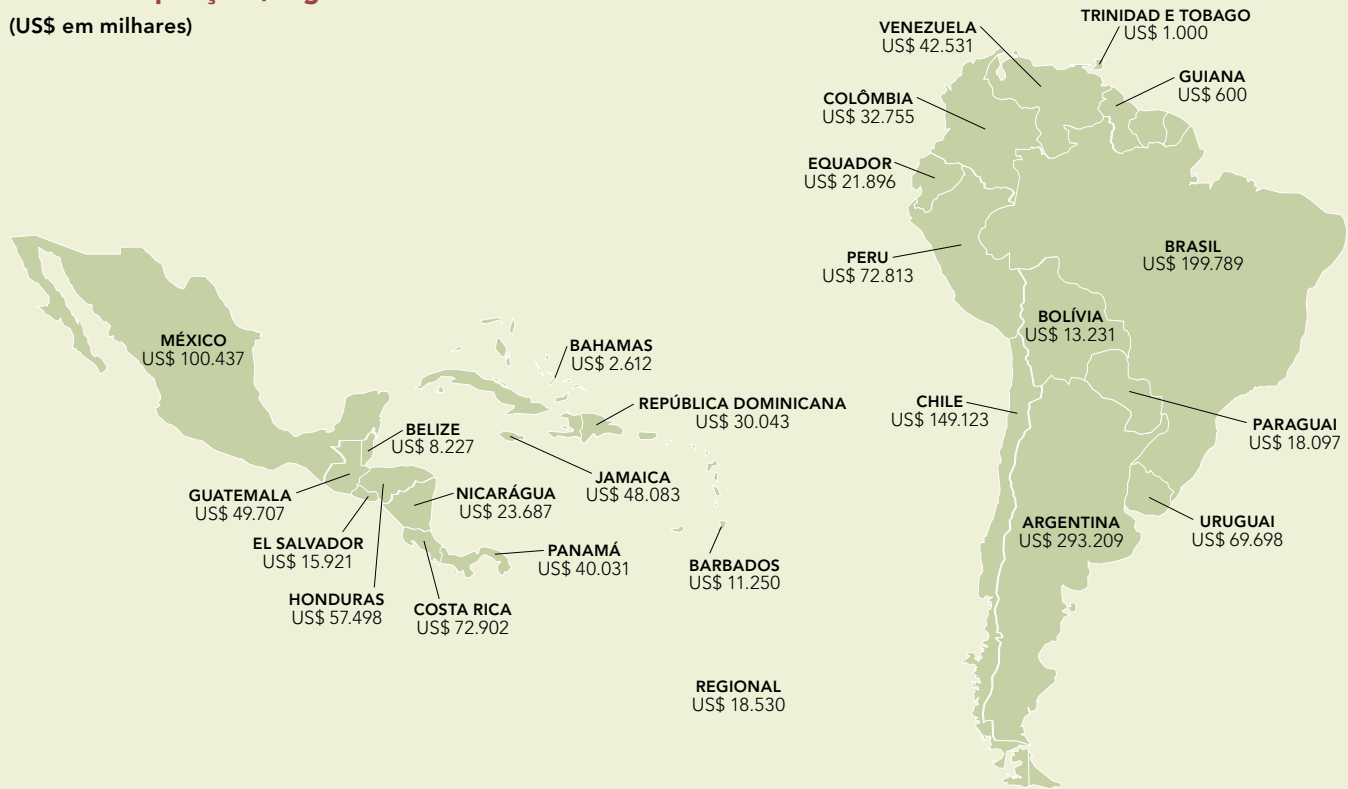 (US$ em milhares)
TRINIDAD E TOBAGO
US$ 1.000
VENEZUELA
US$ 42.531
GUIANA
US$ 600
COLÔMBIA
US$ 32.755
EQUADOR
US$ 21.896
PERU
US$ 72.813
BRASIL
US$ 199.789
BOLÍVIA
US$ 13.231
MÉXICO
US$ 100.437
BAHAMAS
US$ 2.612
REPÚBLICA DOMINICANA
US$ 30.043
CHILE
US$ 149.123
PARAGUAI
US$ 18.097
BELIZE
US$ 8.227
JAMAICA
US$ 48.083
GUATEMALA
US$ 49.707
NICARÁGUA
US$ 23.687
EL SALVADOR
US$ 15.921
PANAMÁ
US$ 40.031
BARBADOS
US$ 11.250
ARGENTINA
US$ 293.209
URUGUAI
US$ 69.698
HONDURAS
US$ 57.498
COSTA RICA
US$ 72.902
REGIONAL
US$ 18.530